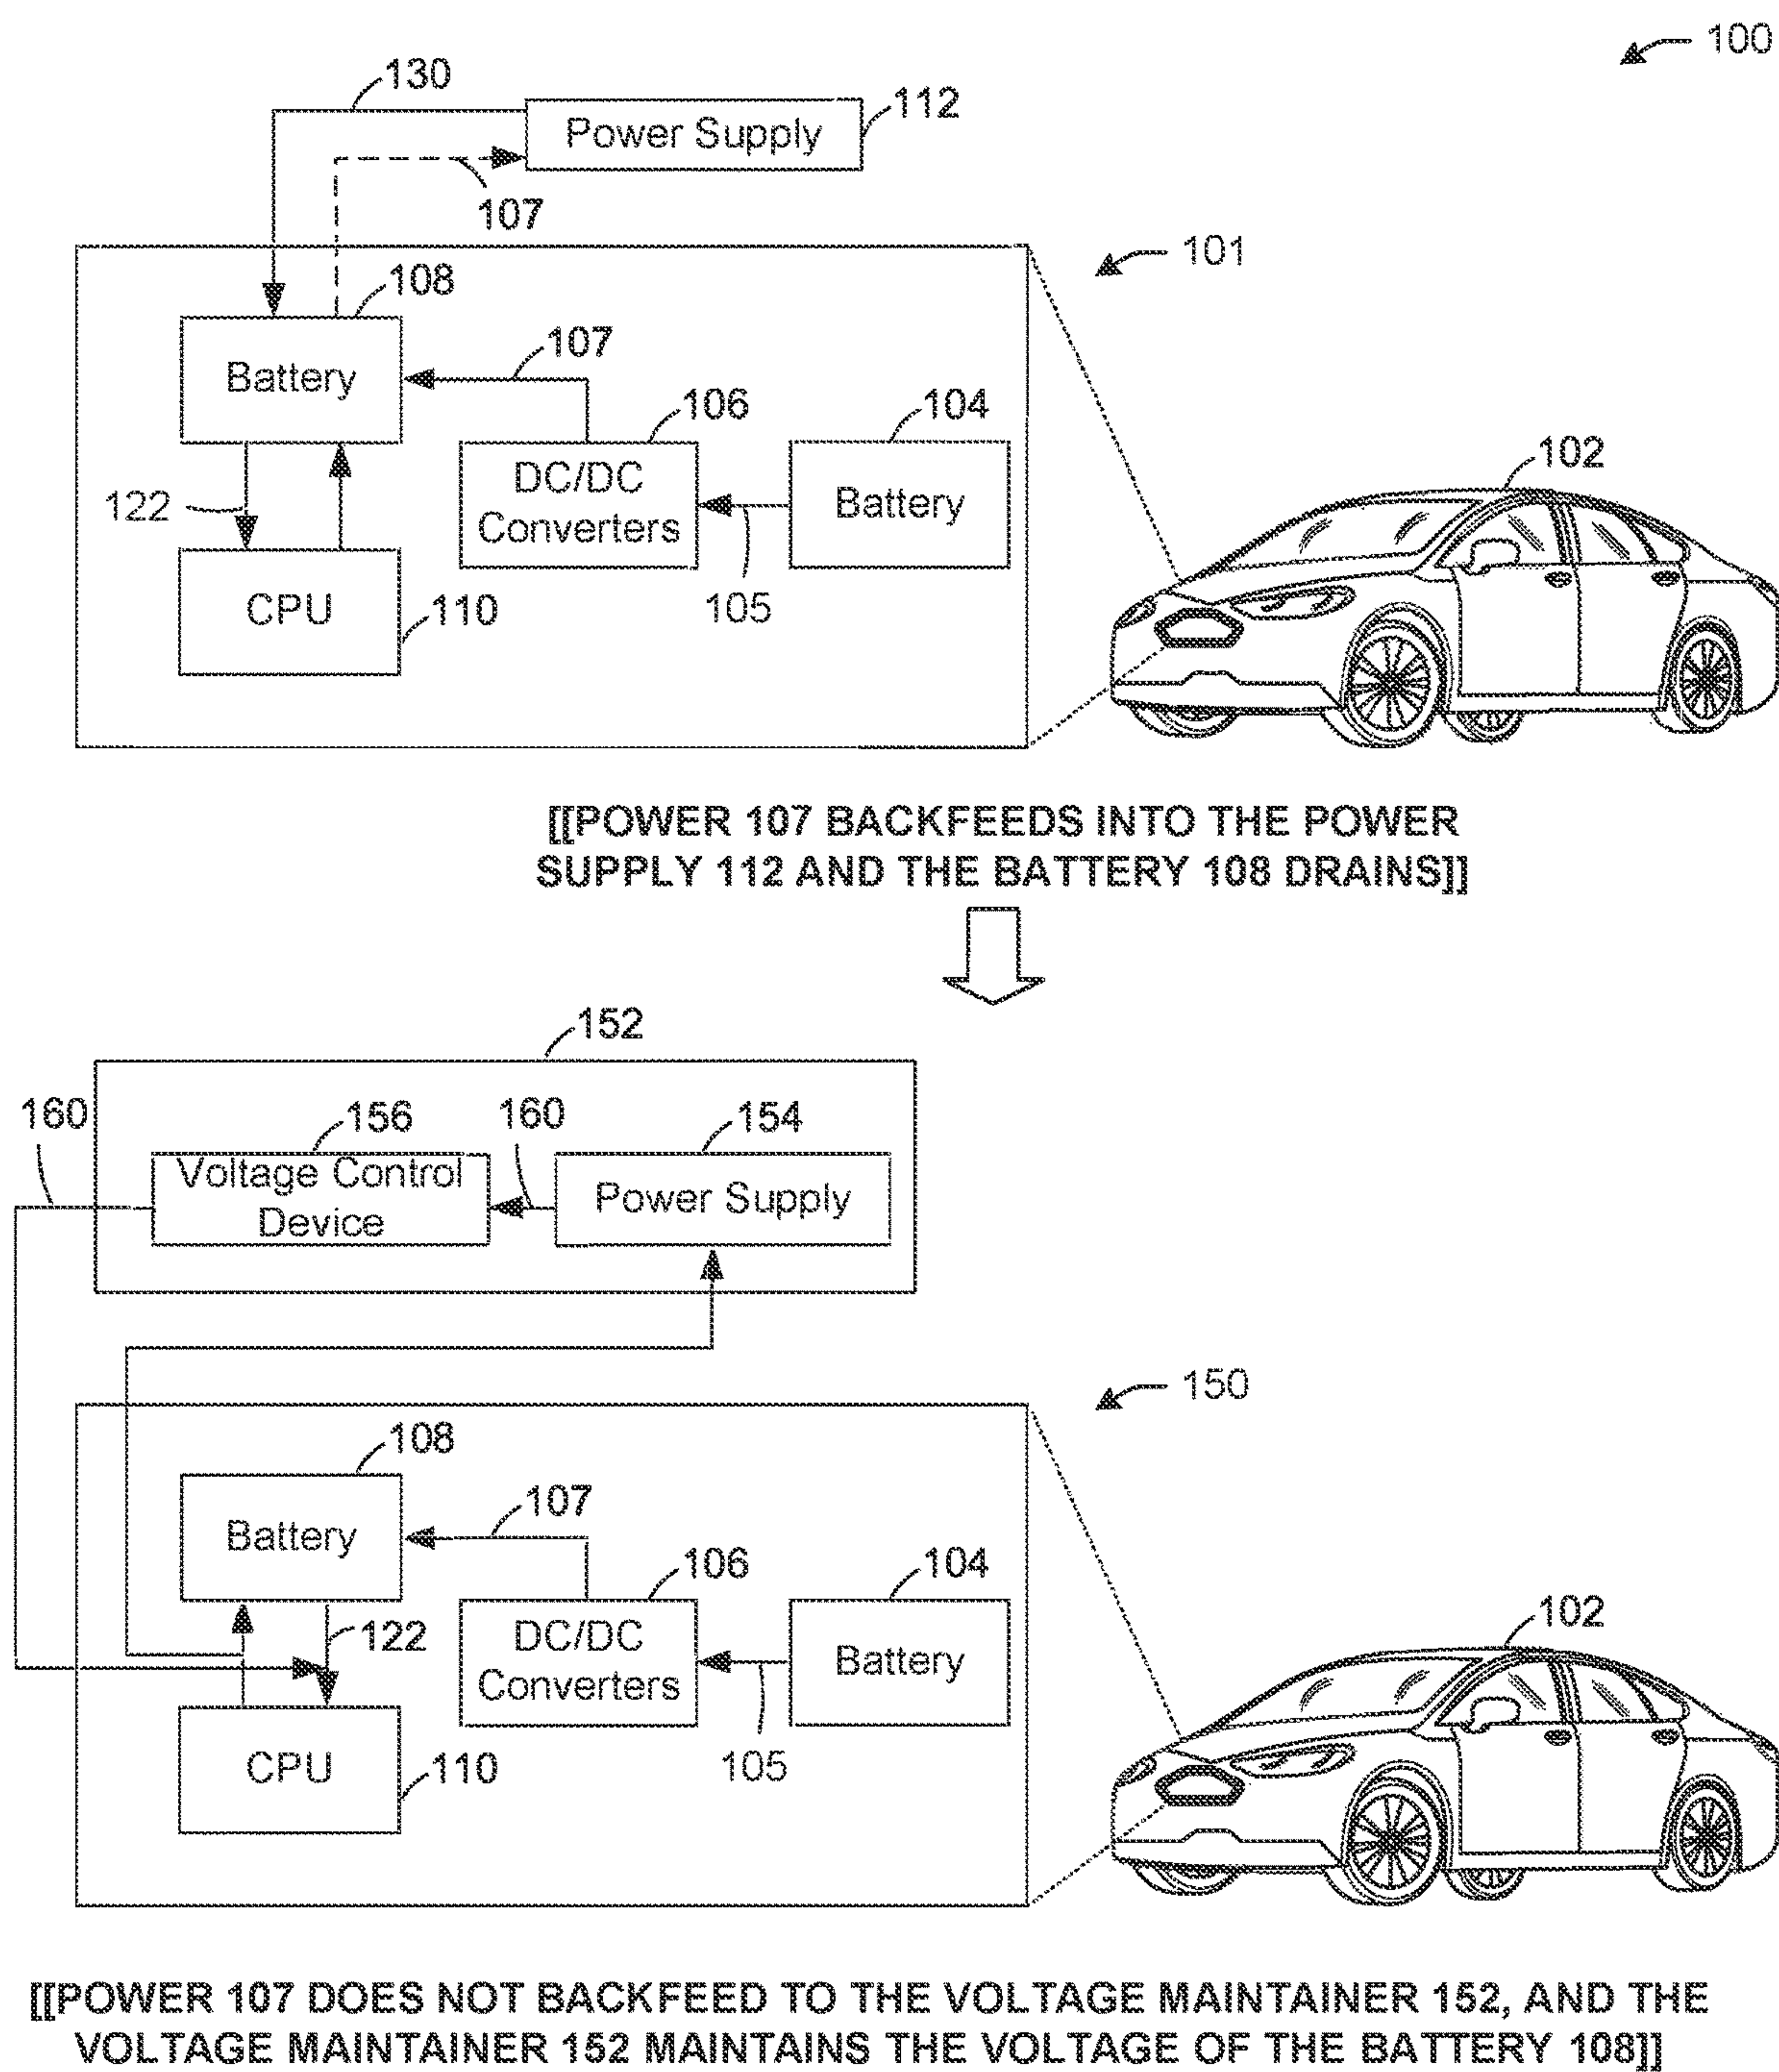 100
130
Power Supply
112
107
101
108
Battery
107
106
104
DC/DC
Converters
Battery
122
102
CPU
110
105
[[POWER 107 BACKFEEDS INTO THE POWER
SUPPLY 112 AND THE BATTERY 108 DRAINS]]
152
160
156
160
154
Voltage Control
Device
Power Supply
150
108
Battery
107
106
104
122
DC/DC
Converters
Battery
102
CPU
110
105
[[POWER 107 DOES NOT BACKFEED TO THE VOLTAGE MAINTAINER 152, AND THE
VOLTAGE MAINTAINER 152 MAINTAINS THE VOLTAGE OF THE BATTERY 108]]